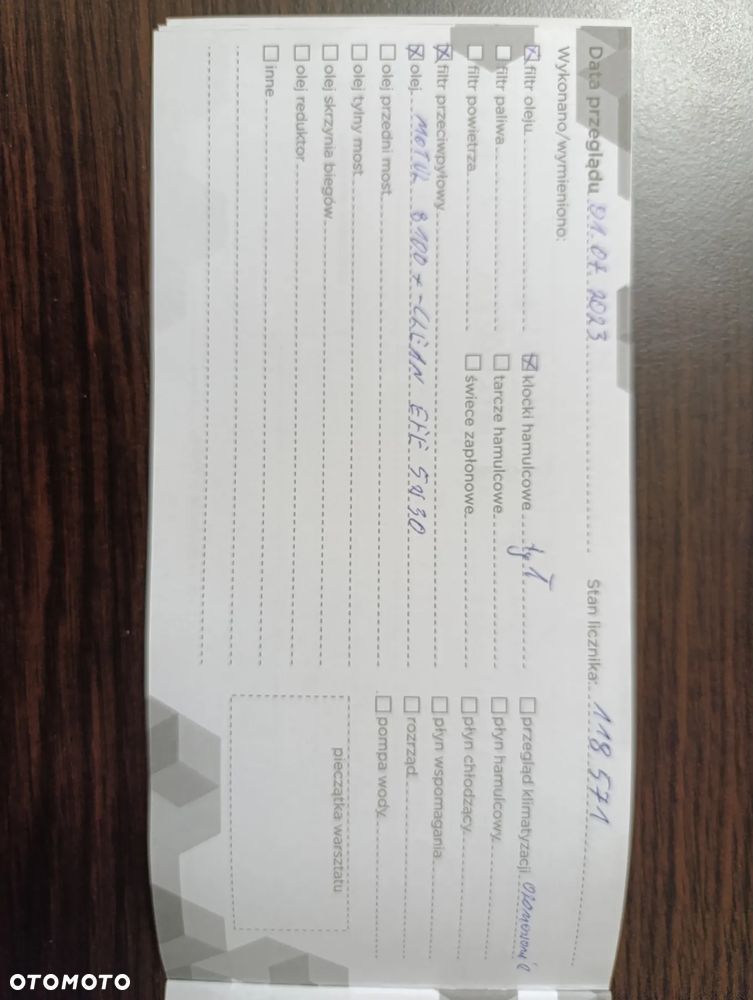 Data przeglądu 01.07.2023 Stan licznika: 118 571
Wykonano/wymieniono:
filtr oleju klocki hamulcowe tył przegląd klimatyzacji
filtr paliwa tarcze hamulcowe płyn hamulcowy
filtr powietrza świece zapłonowe płyn chłodzący
filtr przeciwpyłowy płyn wspomagania
olej MOTUL 8100 x-CLEAN EFE 5W30 rozrząd
olej przedni most pompa wody
olej tylny most
olej skrzynia biegów pieczątka warsztatu
olej reduktor
inne
OTOMOTO